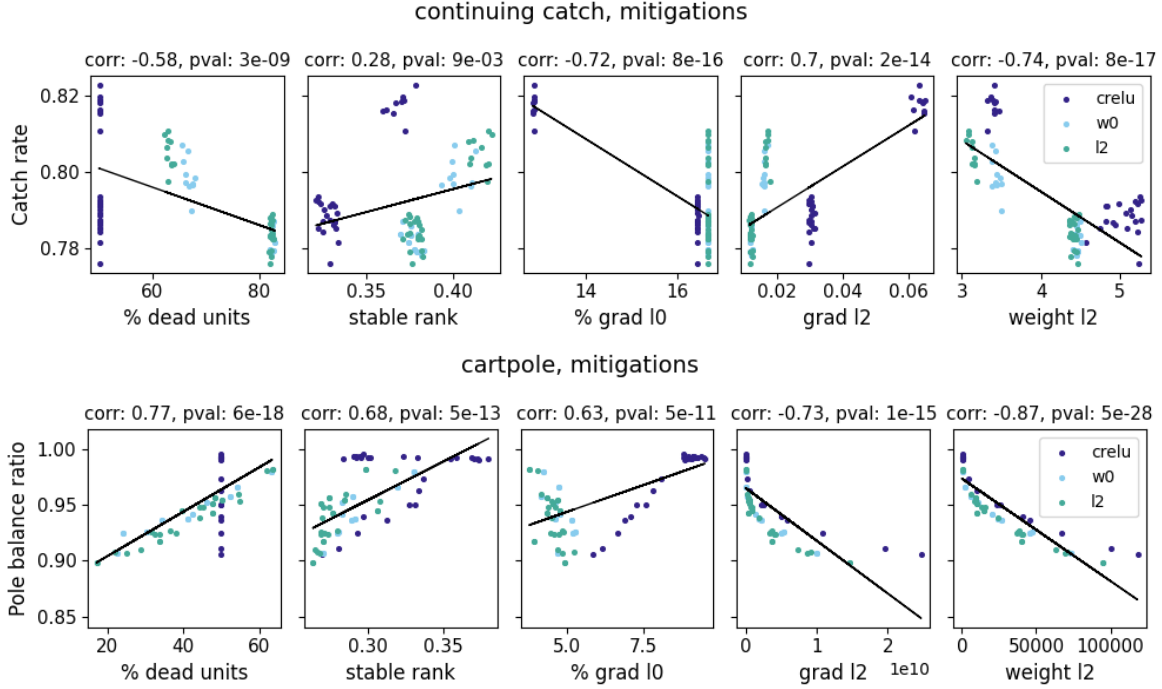 continuing catch, mitigations
corr: -0.58, pval: 3e-09 corr: 0.28, pval: 9e-03 corr: -0.72, pval: 8e-16 corr: 0.7, pval: 2e-14 corr: -0.74, pval: 8e-17
0.82
0.80
0.78
Catch rate
crelu
w0
l2
60 80 0.35 0.40 14 16 0.02 0.04 0.06 3 4 5
% dead units stable rank % grad l0 grad l2 weight l2
cartpole, mitigations
corr: 0.77, pval: 6e-18 corr: 0.68, pval: 5e-13 corr: 0.63, pval: 5e-11 corr: -0.73, pval: 1e-15 corr: -0.87, pval: 5e-28
1.00
0.95
0.90
0.85
Pole balance ratio
crelu
w0
l2
20 40 60 0.30 0.35 5.0 7.5 0 1 2 0 50000 100000
% dead units stable rank % grad l0 grad l2 1e10 weight l2